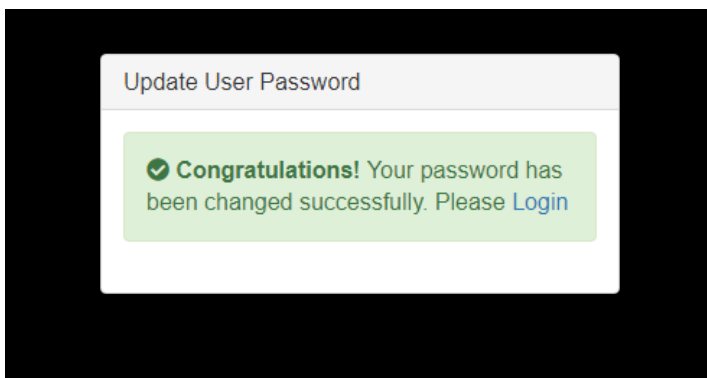 Update User Password
Congratulations! Your password has
been changed successfully. Please Login